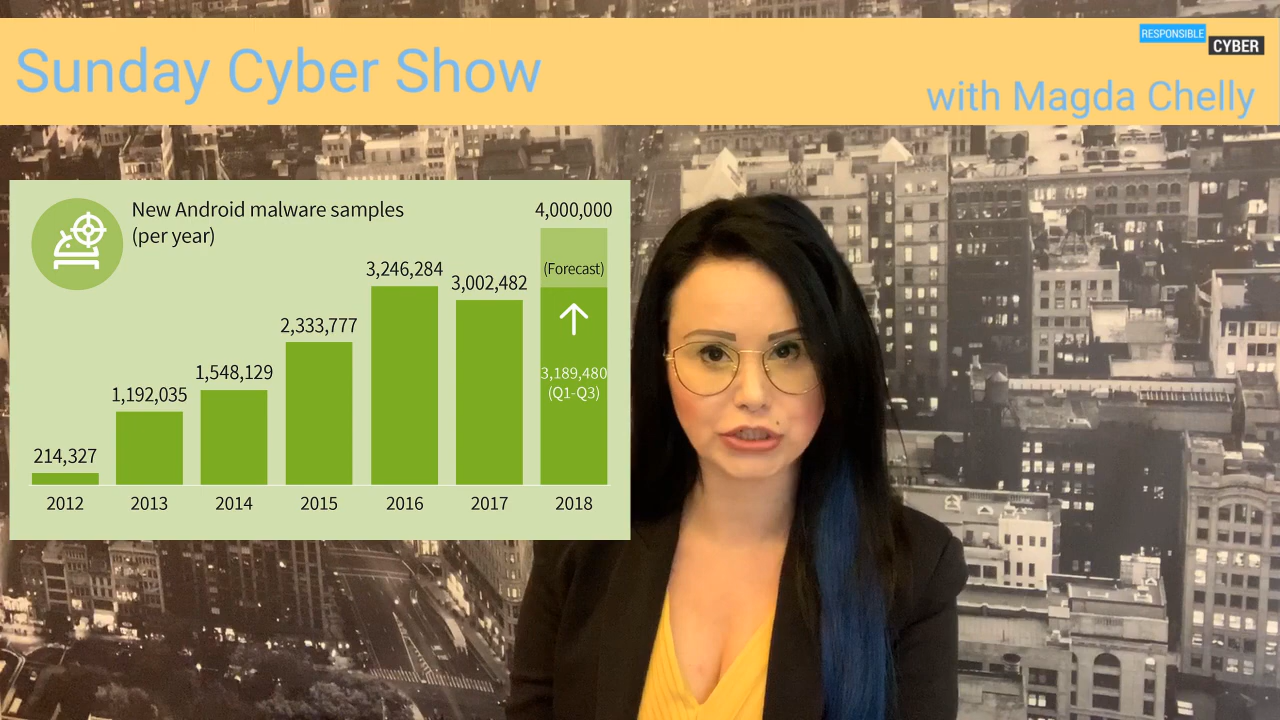 Sunday Cyber Show
RESPONSIBLE
CYBER
with Magda Chelly
New Android malware samples
(per year)
4,000,000
(Forecast)
3,246,284
3,002,482
2,333,777
3,189,480
(Q1-Q3)
1,548,129
1,192,035
214,327
2012
2013
2014
2015
2016
2017
2018